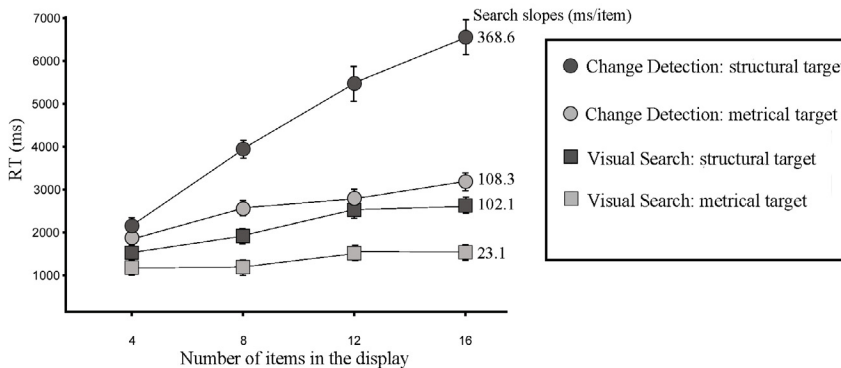 Search slopes (ms/item)
7000
6000
5000
4000
3000
2000
1000
RT (ms)
368.6
108.3
102.1
23.1
4 8 12 16
Number of items in the display
Change Detection: structural target
Change Detection: metrical target
Visual Search: structural target
Visual Search: metrical target